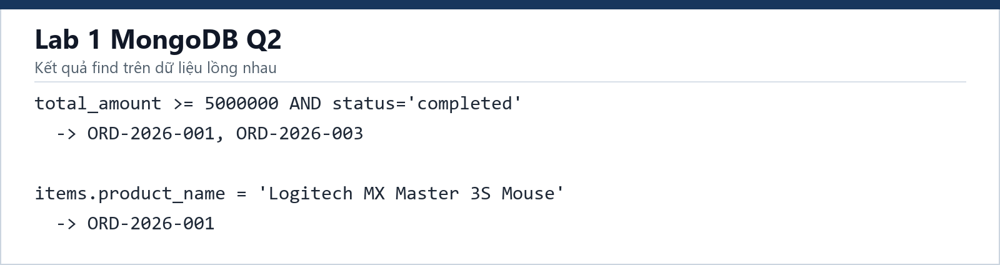 Lab 1 MongoDB Q2
Kết quả find trên dữ liệu lồng nhau
total_amount >= 5000000 AND status='completed'
-> ORD-2026-001, ORD-2026-003
items.product_name = 'Logitech MX Master 3S Mouse'
-> ORD-2026-001